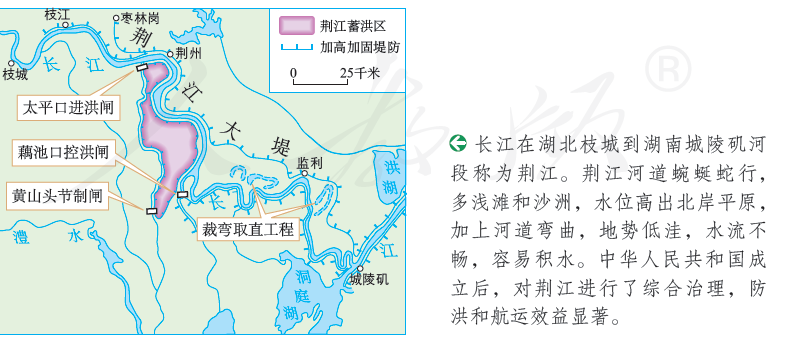 枝江
枣林岗
荆州
枝城
长江
荆江大堤
荆江蓄洪区
加高加固堤防
0 25千米
太平口进洪闸
藕池口控洪闸
黄山头节制闸
监利
洪湖
长江
裁弯取直工程
澧水
城陵矶
洞庭湖
长江在湖北枝城到湖南城陵矶河
段称为荆江。荆江河道蜿蜒蛇行，
多浅滩和沙洲，水位高出北岸平原，
加上河道弯曲，地势低洼，水流不
畅，容易积水。中华人民共和国成
立后，对荆江进行了综合治理，防
洪和航运效益显著。